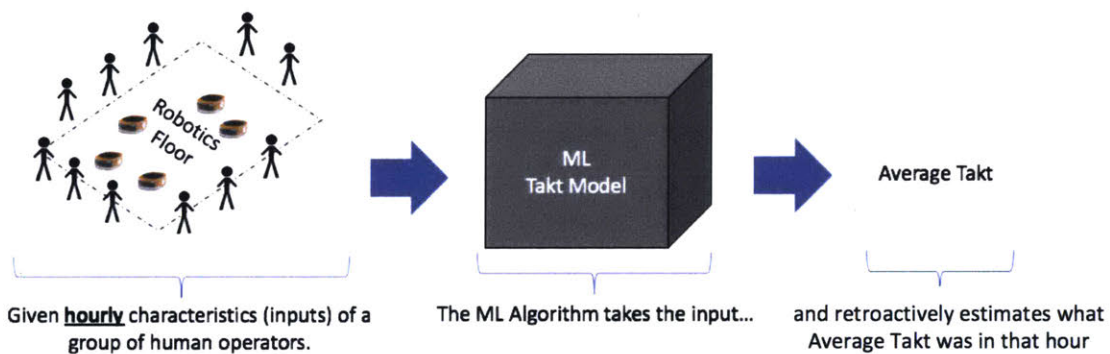 Robotics
Floor
ML
Takt Model
Average Takt
Given hourly characteristics (inputs) of a
group of human operators.
The ML Algorithm takes the input...
and retroactively estimates what
Average Takt was in that hour